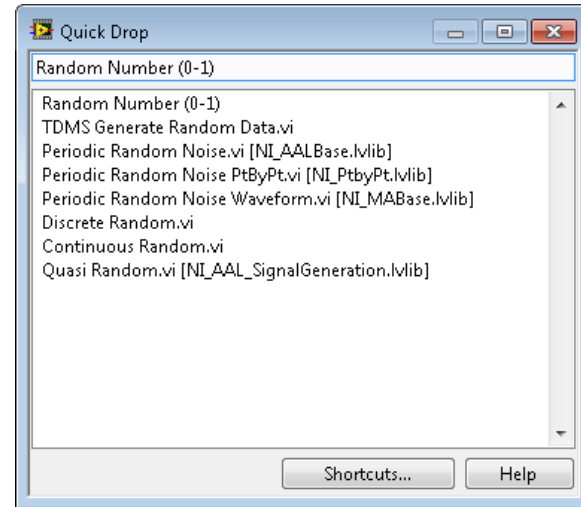 Quick Drop
Random Number (0-1)
Random Number (0-1)
TDMS Generate Random Data.vi
Periodic Random Noise.vi [NI_AALBase.lvlib]
Periodic Random Noise PtByPt.vi [NI_PtbyPt.lvlib]
Periodic Random Noise Waveform.vi [NI_MABase.lvlib]
Discrete Random.vi
Continuous Random.vi
Quasi Random.vi [NI_AAL_SignalGeneration.lvlib]
Shortcuts... Help